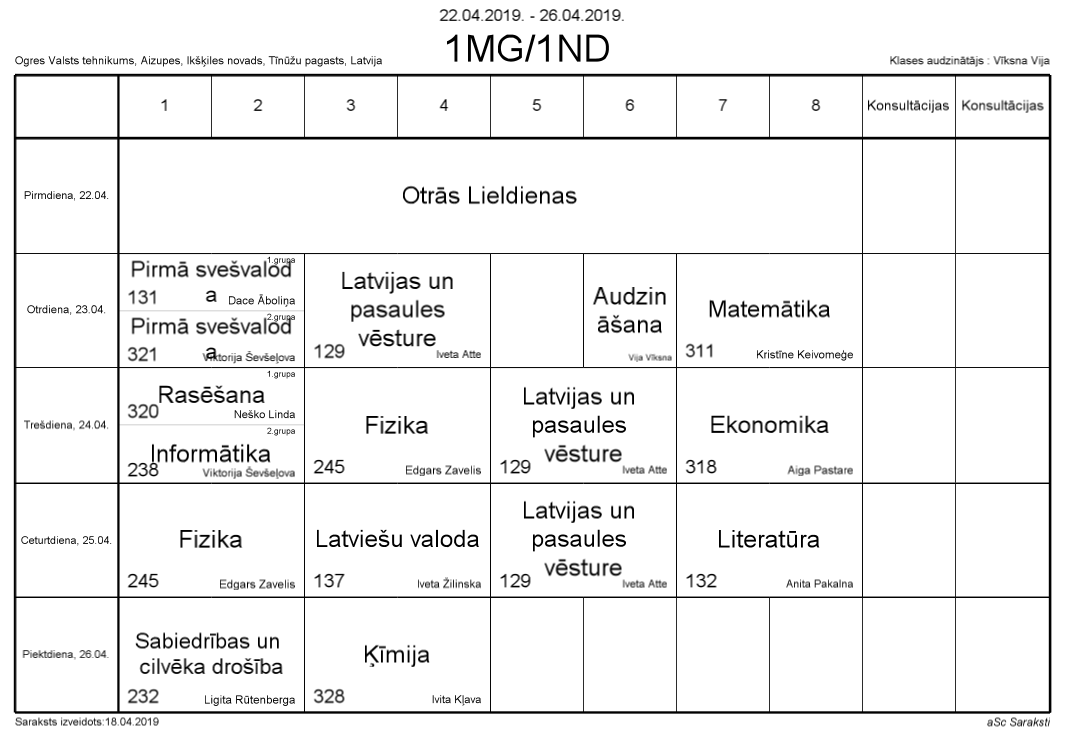 22.04.2019. - 26.04.2019.
1MG/1ND
Ogres Valsts tehnikums, Aizupes, Ikšķiles novads, Tīnūžu pagasts, Latvija
Klases audzinātājs : Vīksna Vija
1 2 3 4 5 6 7 8 Konsultācijas Konsultācijas
Pirmdiena, 22.04.
Otrās Lieldienas
Otrdiena, 23.04.
1.grupa
Pirmā svešvalod
a
131
Dace Āboliņa
2.grupa
Pirmā svešvalod
a
321
Viktorija Ševšeļova
Latvijas un
pasaules
vēsture
129
Iveta Atte
Audzin
āšana
Vija Vīksna
Matemātika
311
Kristīne Keivomeģe
Trešdiena, 24.04.
1.grupa
Rasēšana
320
Neško Linda
2.grupa
Informātika
238
Viktorija Ševšeļova
Fizika
245
Edgars Zavelis
Latvijas un
pasaules
vēsture
129
Iveta Atte
Ekonomika
318
Aiga Pastare
Ceturtdiena, 25.04.
Fizika
245
Edgars Zavelis
Latviešu valoda
137
Iveta Žilinska
Latvijas un
pasaules
vēsture
129
Iveta Atte
Literatūra
132
Anita Pakalna
Piektdiena, 26.04.
Sabiedrības un
cilvēka drošība
232
Ligita Rūtenberga
Ķīmija
328
Ivita Kļava
Saraksts izveidots:18.04.2019
aSc Saraksti